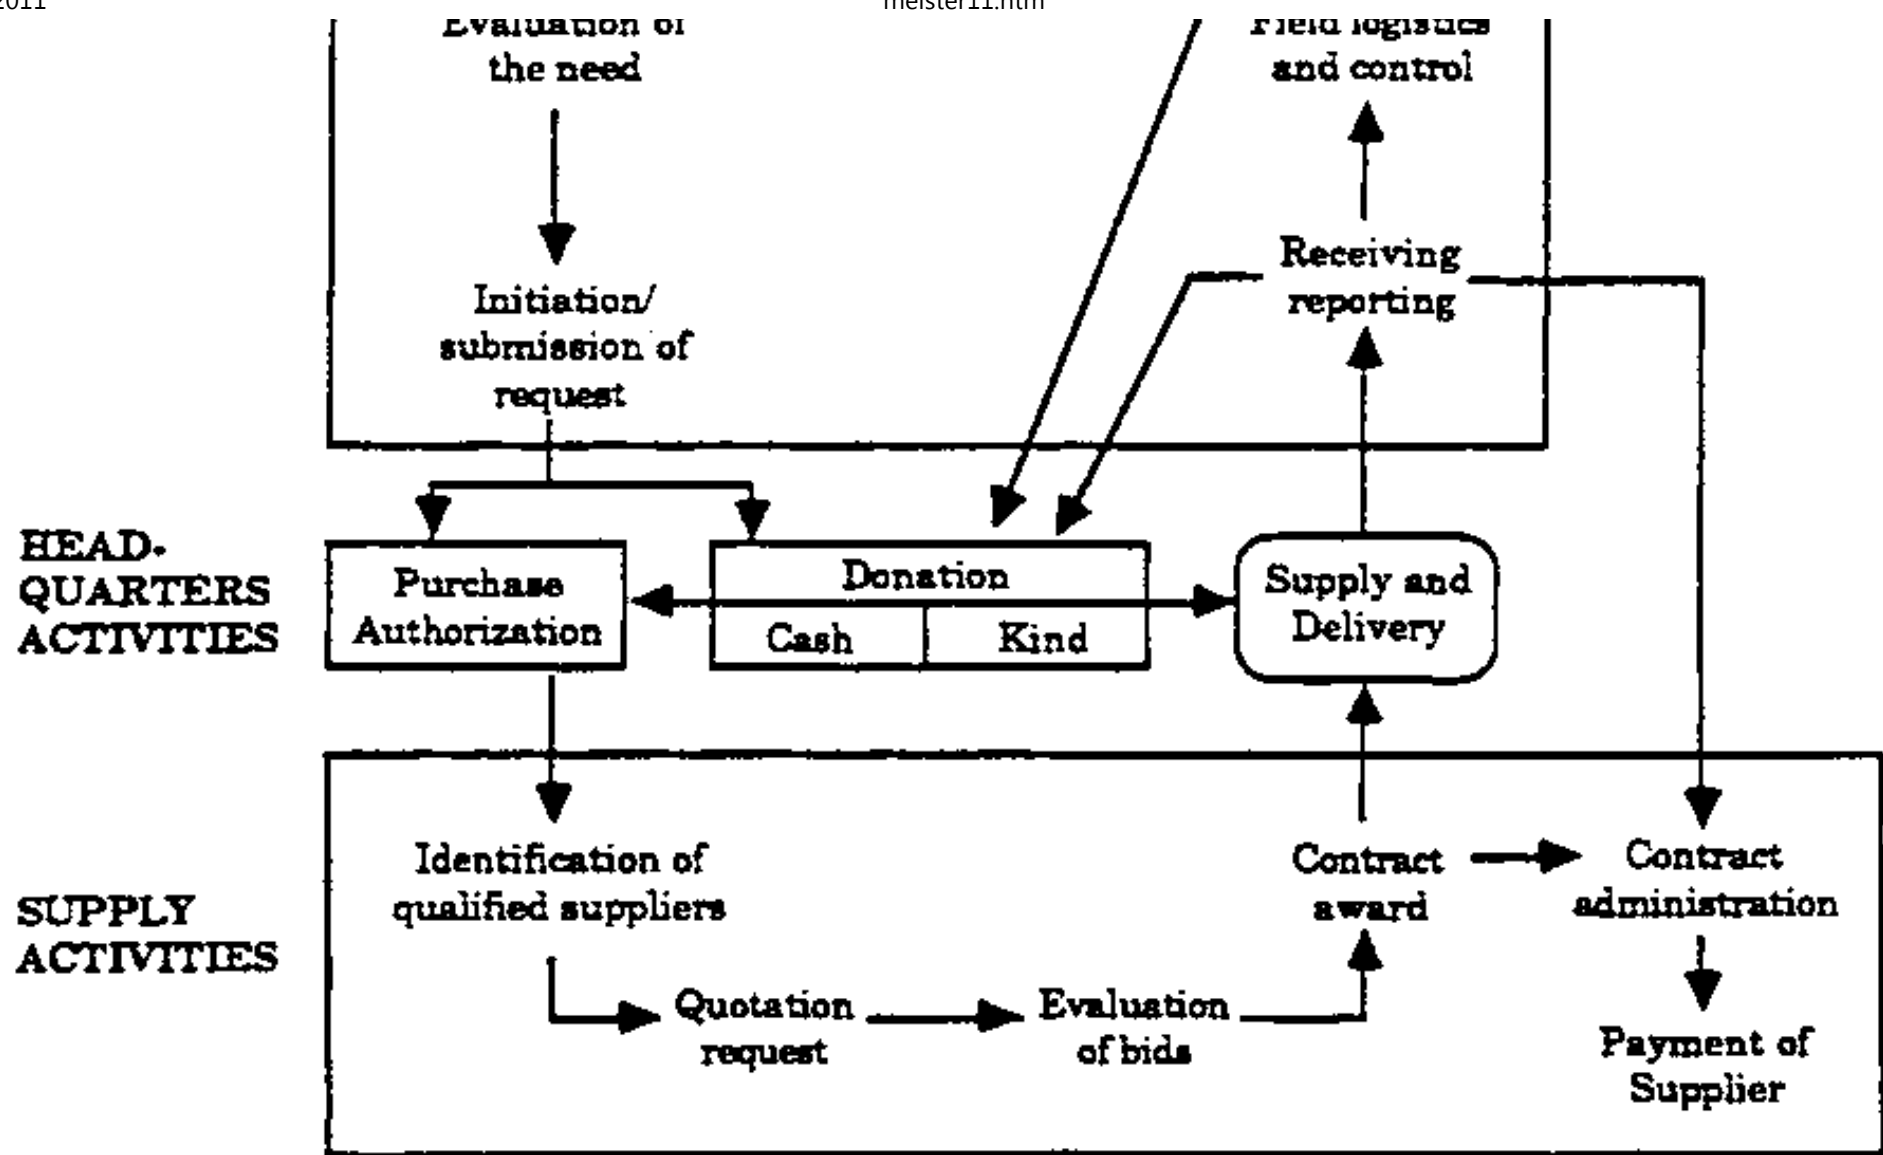 2011
meister11.htm
Evaluation of
the need
Field logistics
and control
Initiation/
submission of
request
Receiving
reporting
HEAD-
QUARTERS
ACTIVITIES
Purchase
Authorization
Donation
Cash
Kind
Supply and
Delivery
SUPPLY
ACTIVITIES
Identification of
qualified suppliers
Quotation
request
Evaluation
of bids
Contract
award
Contract
administration
Payment of
Supplier